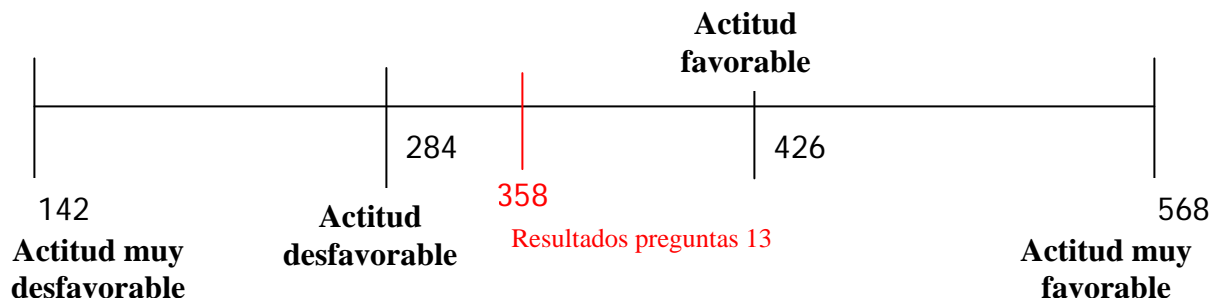 Actitud
favorable
284
426
142
358
568
Actitud muy
desfavorable
Actitud
desfavorable
Resultados preguntas 13
Actitud muy
favorable